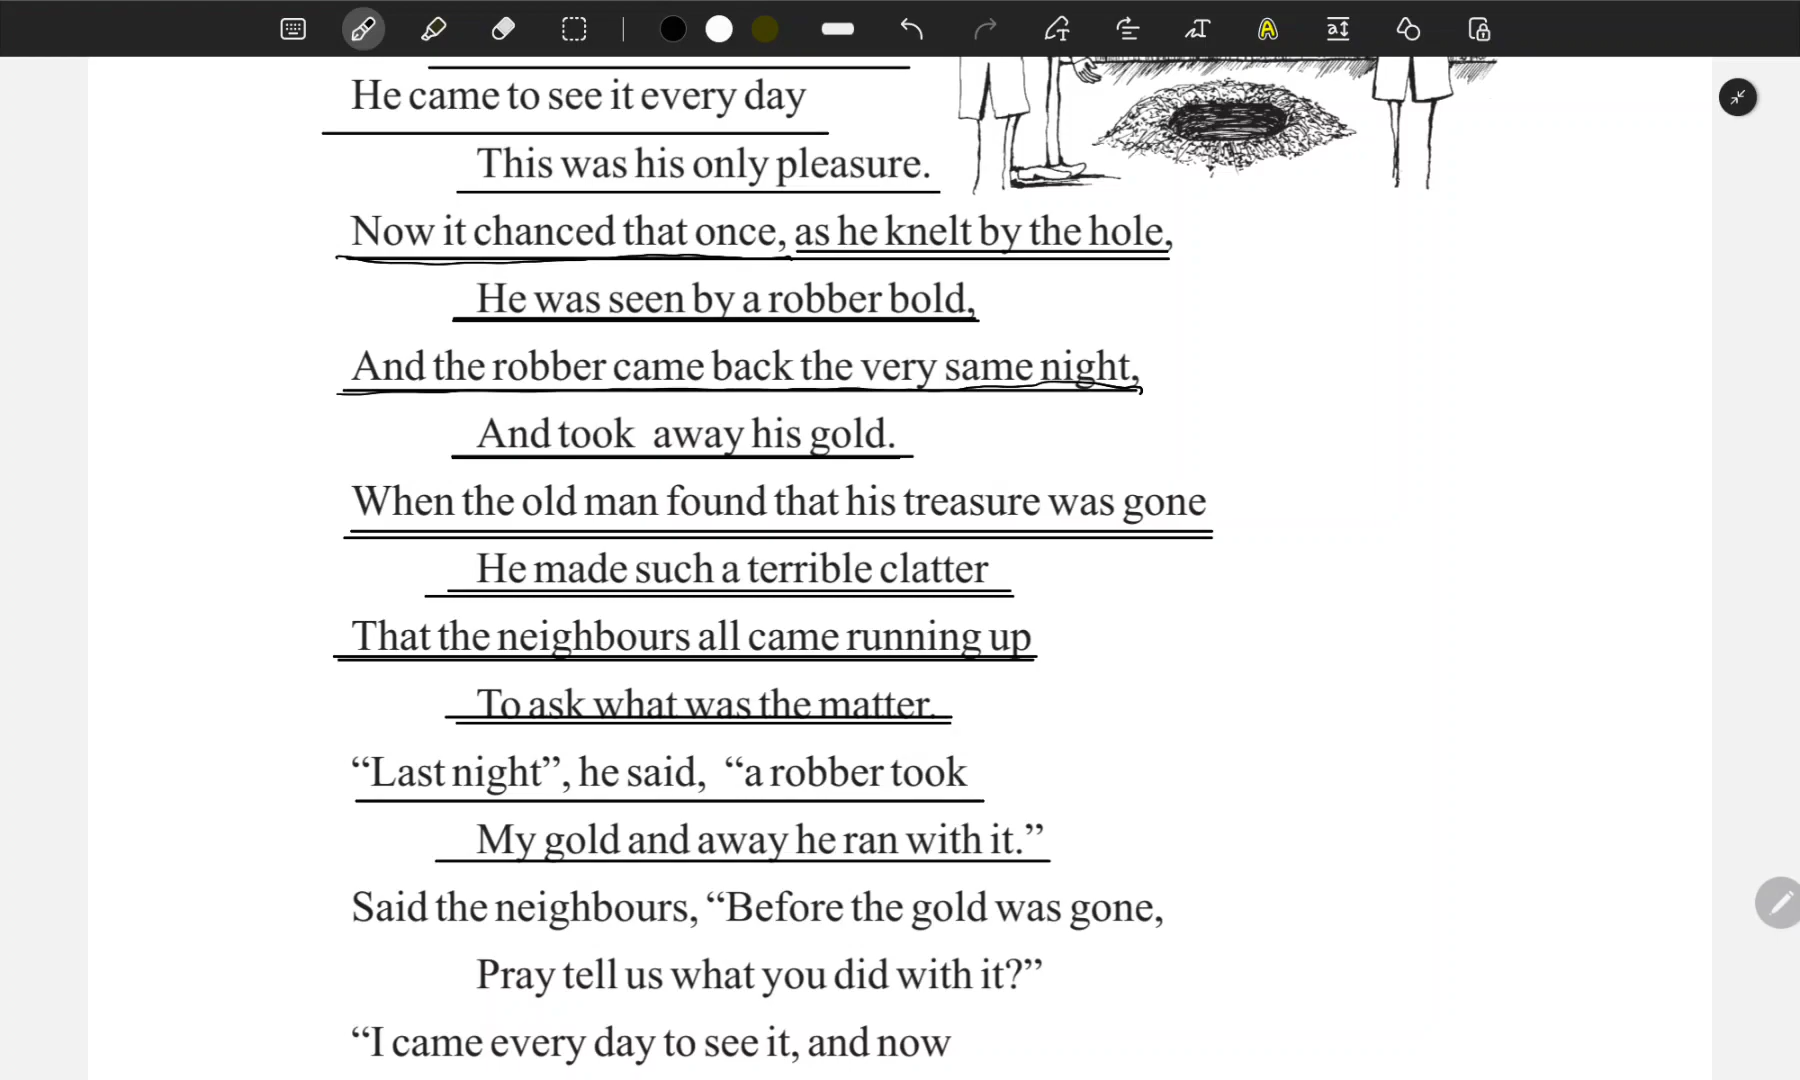 He came to see it every day
This was his only pleasure.
Now it chanced that once, as he knelt by the hole,
He was seen by a robber bold,
And the robber came back the very same night,
And took away his gold.
When the old man found that his treasure was gone
He made such a terrible clatter
That the neighbours all came running up
To ask what was the matter.
“Last night”, he said, “a robber took
My gold and away he ran with it.”
Said the neighbours, “Before the gold was gone,
Pray tell us what you did with it?”
“I came every day to see it, and now